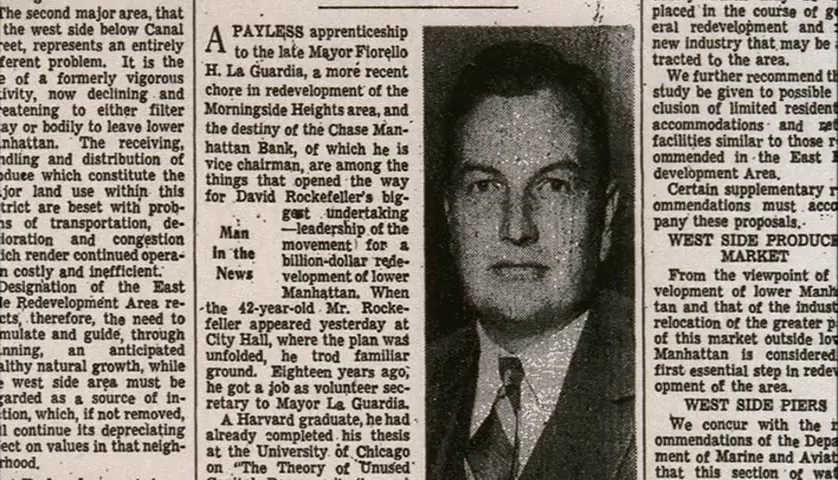 The second major area, that
the west side below Canal
reet, represents an entirely
ferent problem. It is the
e of a formerly vigorous
tivity, now declining and
reatening to either filter
ay or bodily to leave lower
nhattan. The receiving,
ndling and distribution of
oduce which constitute the
jor land use within this
trict are beset with prob-
ns of transportation, de-
ioration and congestion
ich render continued opera-
n costly and inefficient.
Designation of the East
le Redevelopment Area re-
cts, therefore, the need to
mulate and guide, through
nning, an anticipated
althy natural growth, while
e west side area must be
garded as a source of in-
ction, which, if not removed,
ll continue its depreciating
ect on values in that neigh-
rhood.
A PAYLESS apprenticeship
to the late Mayor Fiorello
H. La Guardia, a more recent
chore in redevelopment of the
Morningside Heights area, and
the destiny of the Chase Man-
hattan Bank, of which he is
vice chairman, are among the
things that opened the way
for David Rockefeller's big-
gest undertaking
—leadership of the
movement for a
billion-dollar rede-
velopment of lower
Manhattan. When
Man
In the
News
the 42-year-old Mr. Rocke-
feller appeared yesterday at
City Hall, where the plan was
unfolded, he trod familiar
ground. Eighteen years ago,
he got a job as volunteer sec-
retary to Mayor La Guardia.
A Harvard graduate, he had
already completed his thesis
at the University of Chicago
on "The Theory of Unused
placed in the course of g
eral redevelopment and
new industry that may be
tracted to the area.
We further recommend t
study be given to possible
clusion of limited residen
accommodations and
facilities similar to those r
ommended in the East
development Area.
Certain supplementary r
ommendations must acco
pany these proposals.
WEST SIDE PRODUCE
MARKET
From the viewpoint of
velopment of lower Manh
tan and that of the indust
relocation of the greater p
of this market outside lo
Manhattan is considered
first essential step in redev
opment of the area.
WEST SIDE PIERS
We concur with the r
ommendations of the Depa
ment of Marine and Aviat
that this section of wat